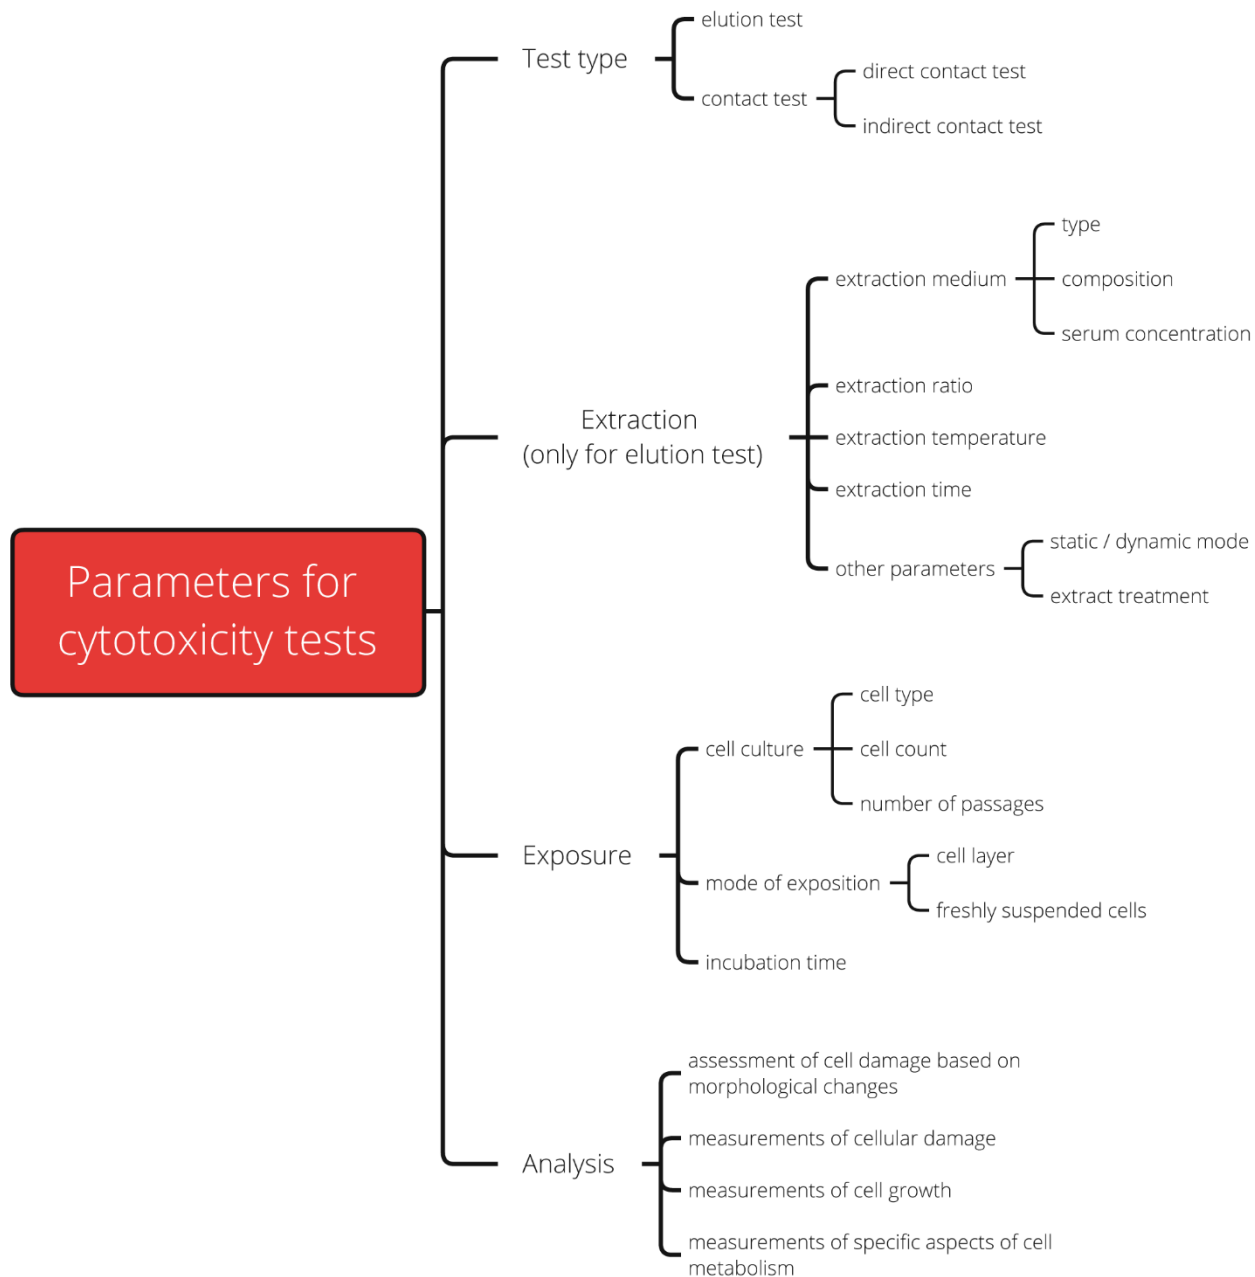 Parameters for
cytotoxicity tests
Test type
elution test
contact test
direct contact test
indirect contact test
Extraction
(only for elution test)
extraction medium
type
composition
serum concentration
extraction ratio
extraction temperature
extraction time
other parameters
static / dynamic mode
extract treatment
Exposure
cell culture
cell type
cell count
number of passages
mode of exposition
cell layer
freshly suspended cells
incubation time
Analysis
assessment of cell damage based on
morphological changes
measurements of cellular damage
measurements of cell growth
measurements of specific aspects of cell
metabolism